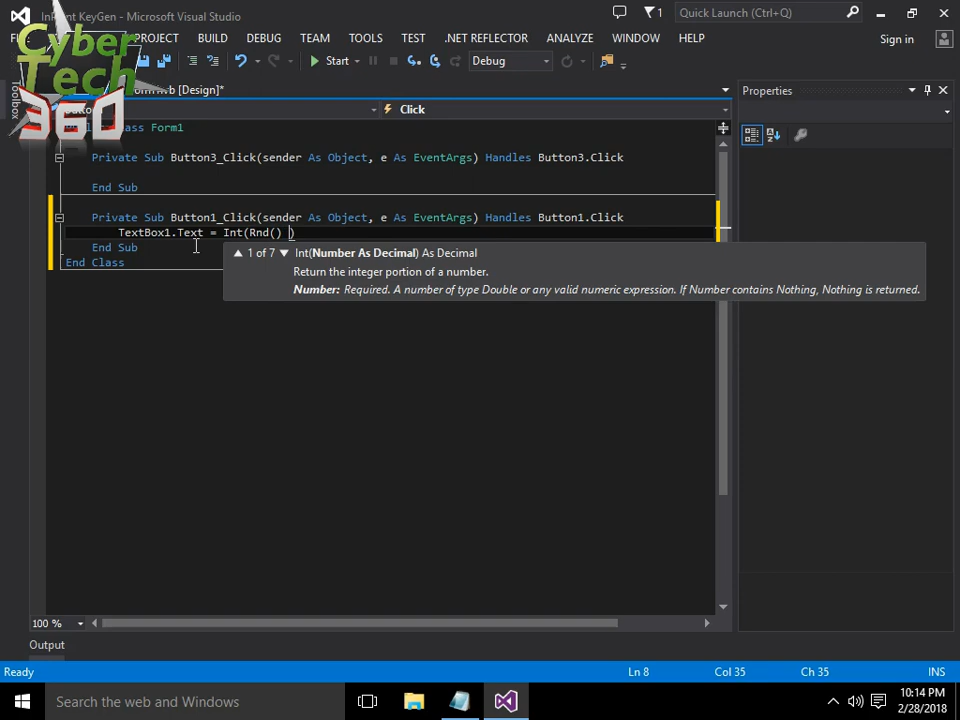 InPoint KeyGen - Microsoft Visual Studio
Quick Launch (Ctrl+Q)
PROJECT BUILD DEBUG TEAM TOOLS TEST .NET REFLECTOR ANALYZE WINDOW HELP
Sign in
1
Cyber
Tech
360
Start
Debug
Toolbox
[Design]*
Click
Class Form1
Private Sub Button3_Click(sender As Object, e As EventArgs) Handles Button3.Click
End Sub
Private Sub Button1_Click(sender As Object, e As EventArgs) Handles Button1.Click
TextBox1.Text = Int(Rnd() )
End Sub
End Class
1 of 7 Int(Number As Decimal) As Decimal
Return the integer portion of a number.
Number: Required. A number of type Double or any valid numeric expression. If Number contains Nothing, Nothing is returned.
Properties
100 %
Output
Ready
Ln 8 Col 35 Ch 35 INS
Search the web and Windows
10:14 PM
2/28/2018